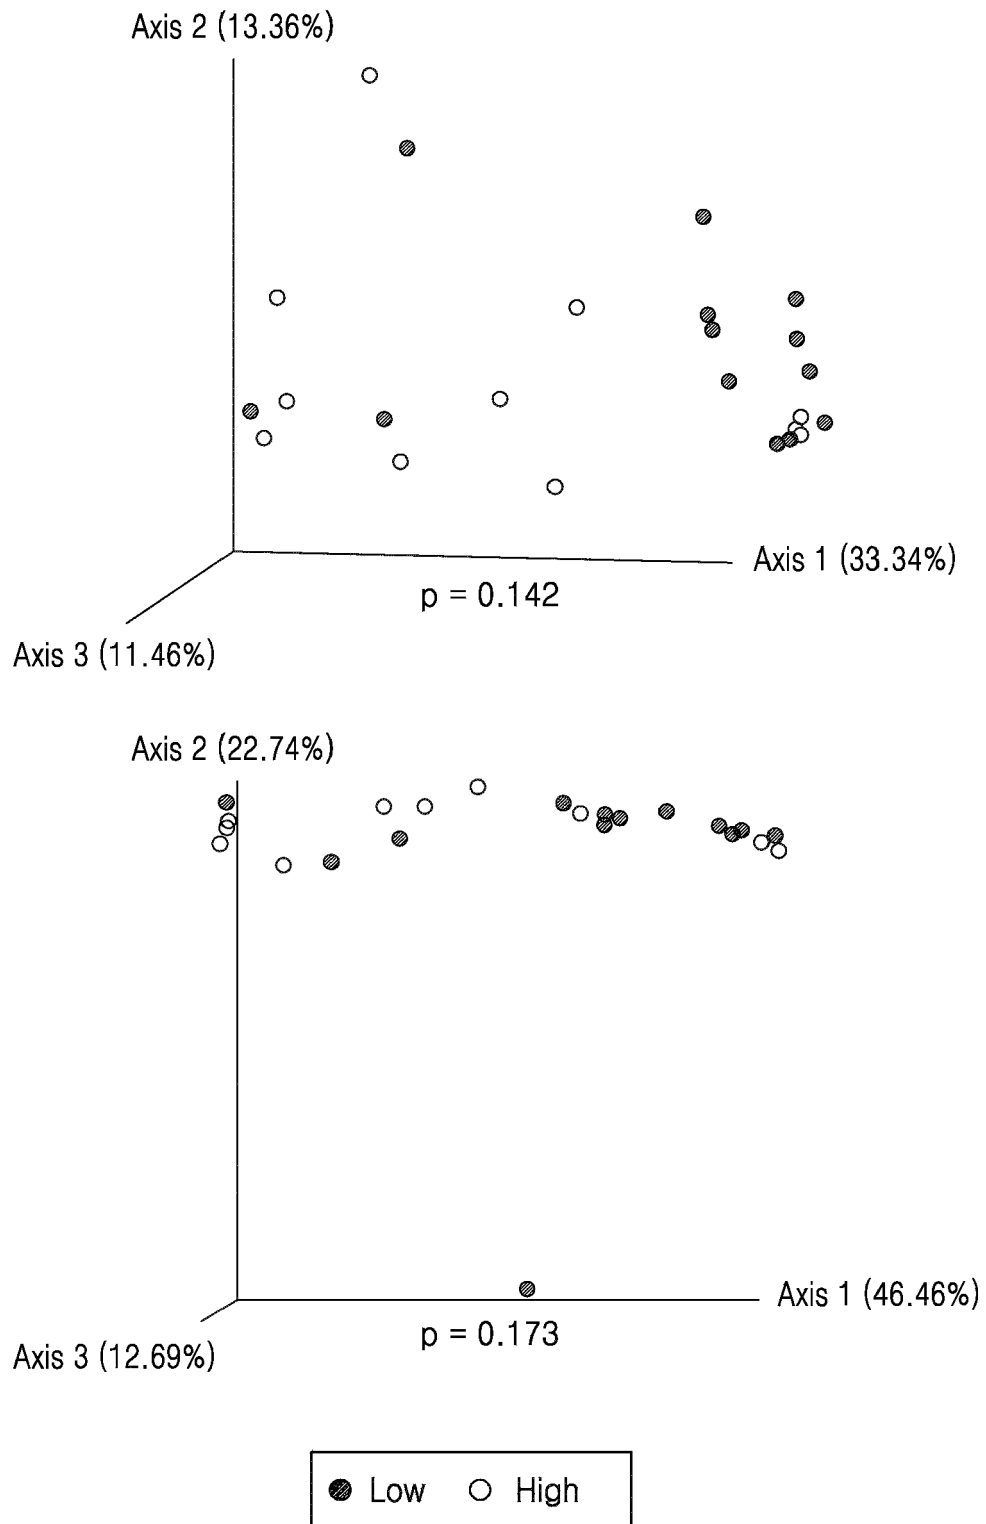 Axis 2 (13.36%)
Axis 1 (33.34%)
p = 0.142
Axis 3 (11.46%)
Axis 2 (22.74%)
Axis 1 (46.46%)
p = 0.173
Axis 3 (12.69%)
Low High